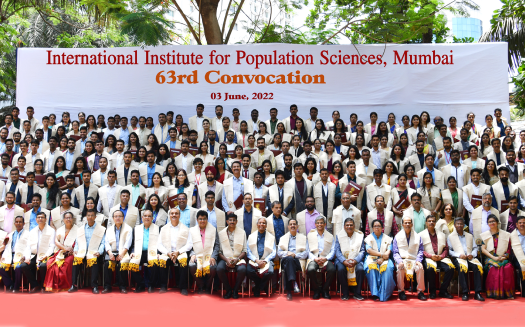 International Institute for Population Sciences, Mumbai
63rd Convocation
03 June, 2022